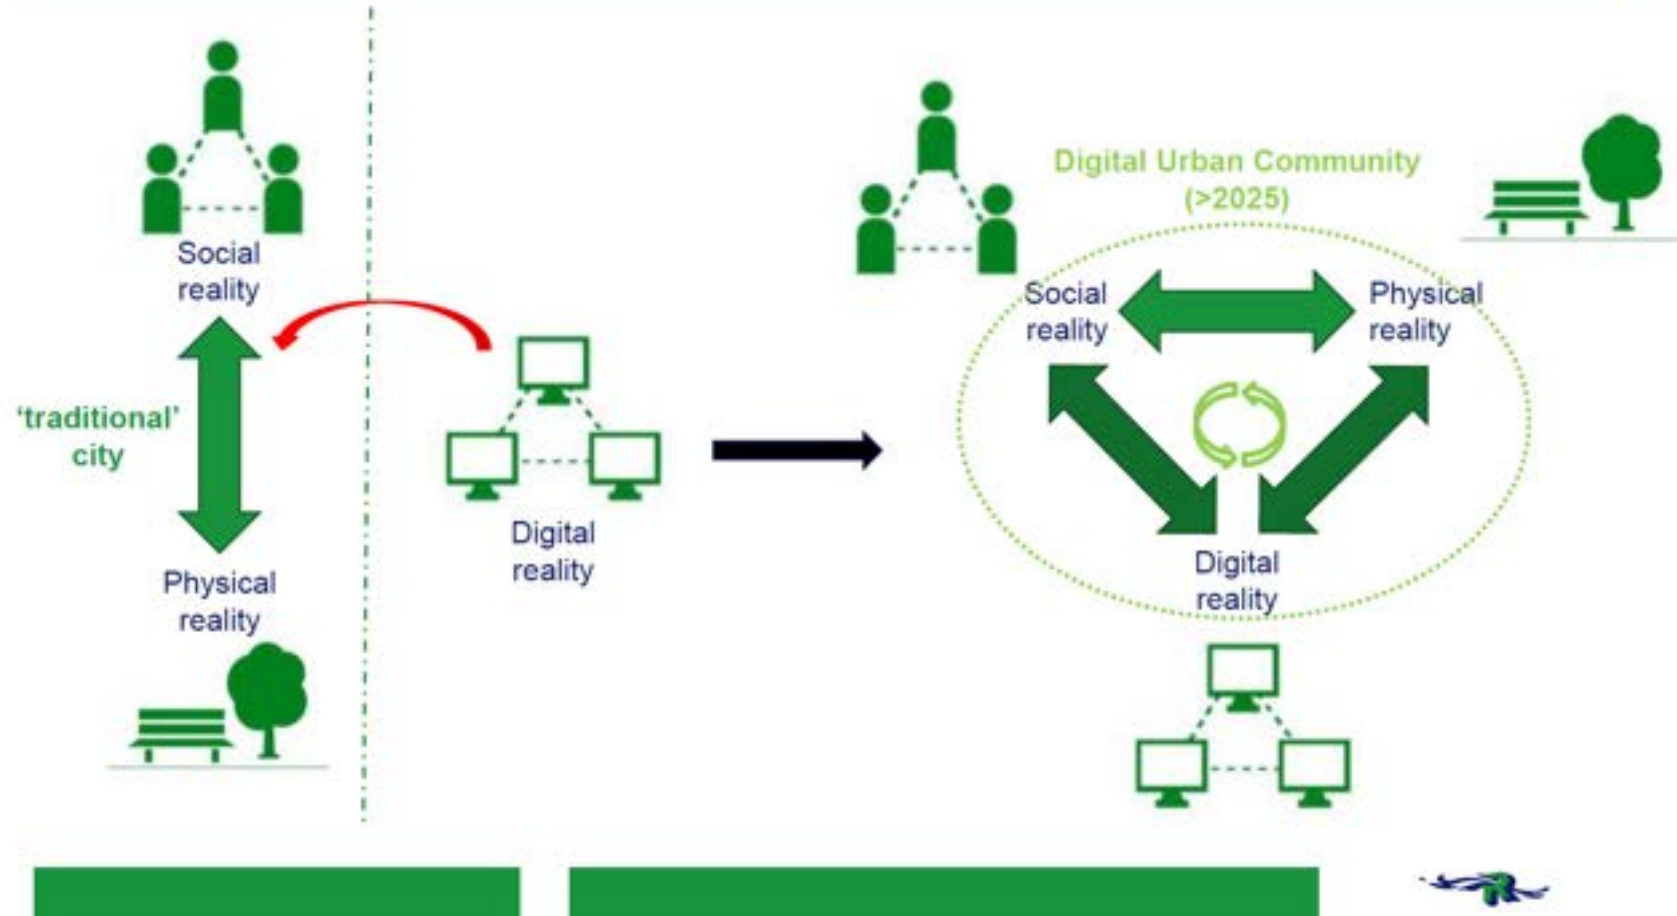 Social
reality
'traditional'
city
Physical
reality
Digital
reality
Digital Urban Community
(>2025)
Social
reality
Physical
reality
Digital
reality